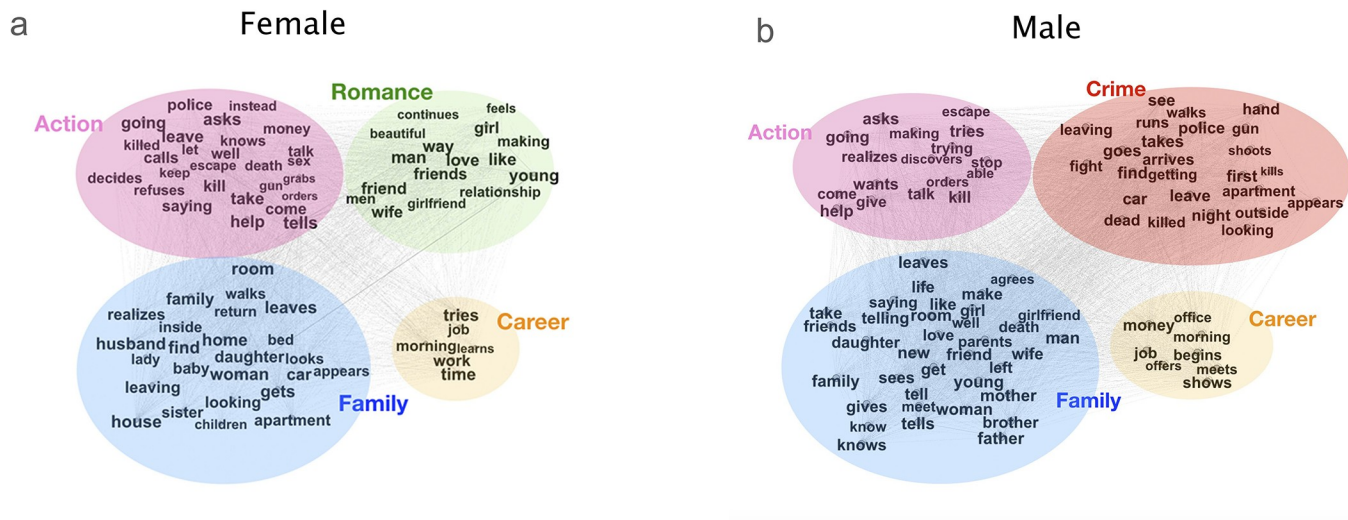 a
Female
Romance
Action
police instead
going asks
leave knows money
killed let well talk
calls escape death sex
decides keep grabs
refuses kill gun orders
saying take come
help tells
continues feels
beautiful girl
way making
man love like
friends young
friend relationship
men girlfriend
wife
room
family walks
realizes return leaves
inside
husband find home bed
lady daughter looks
baby woman car appears
leaving gets
looking
sister
house children apartment
Family
tries
job
morning learns
work
time
Career
b
Male
Crime
Action
asks escape
going making tries
trying
realizes discovers stop
able
wants orders
come give talk kill
help
see
walks hand
leaving runs police gun
takes
goes shoots
arrives
fight find getting first kills
apartment
car leave appears
night outside
dead killed looking
leaves
life agrees
saying like make
take telling room girl girlfriend
friends well death
daughter love parents man
new friend wife
get left
family sees young
tell mother
gives meet woman
know tells brother
knows father
Family
money office
morning
job begins
offers meets
shows
Career